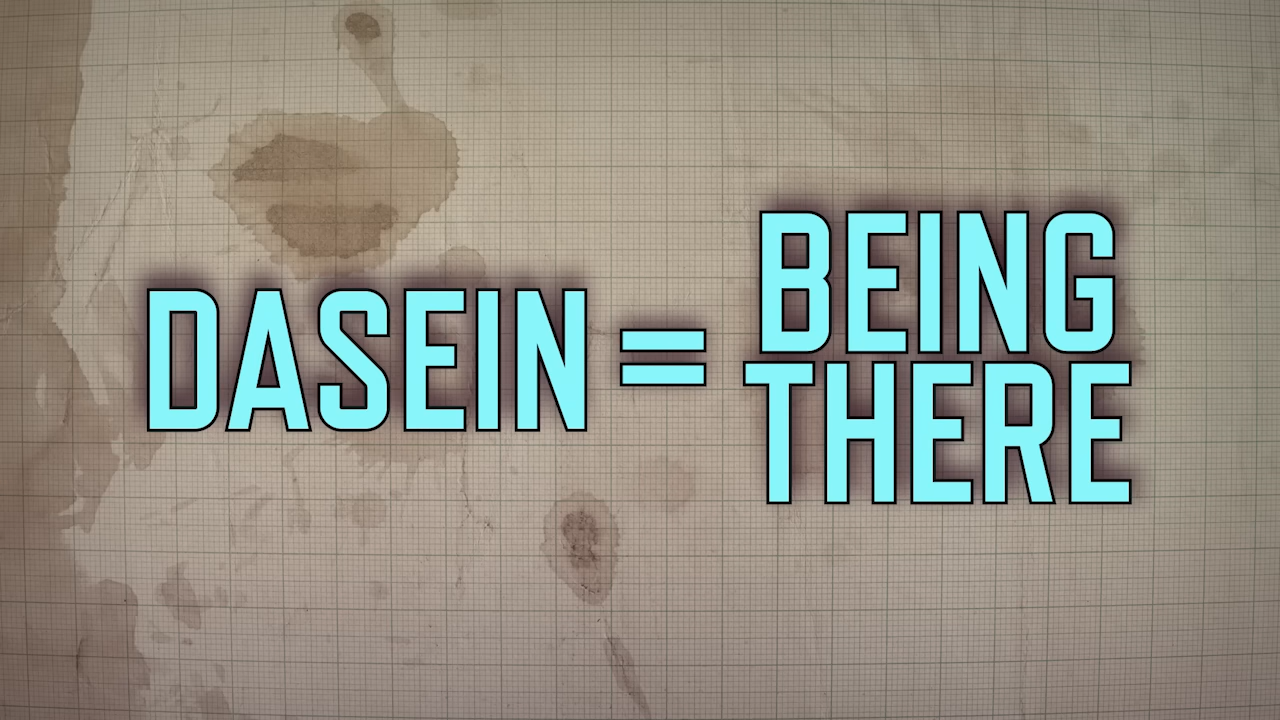 DASEIN = BEING
THERE